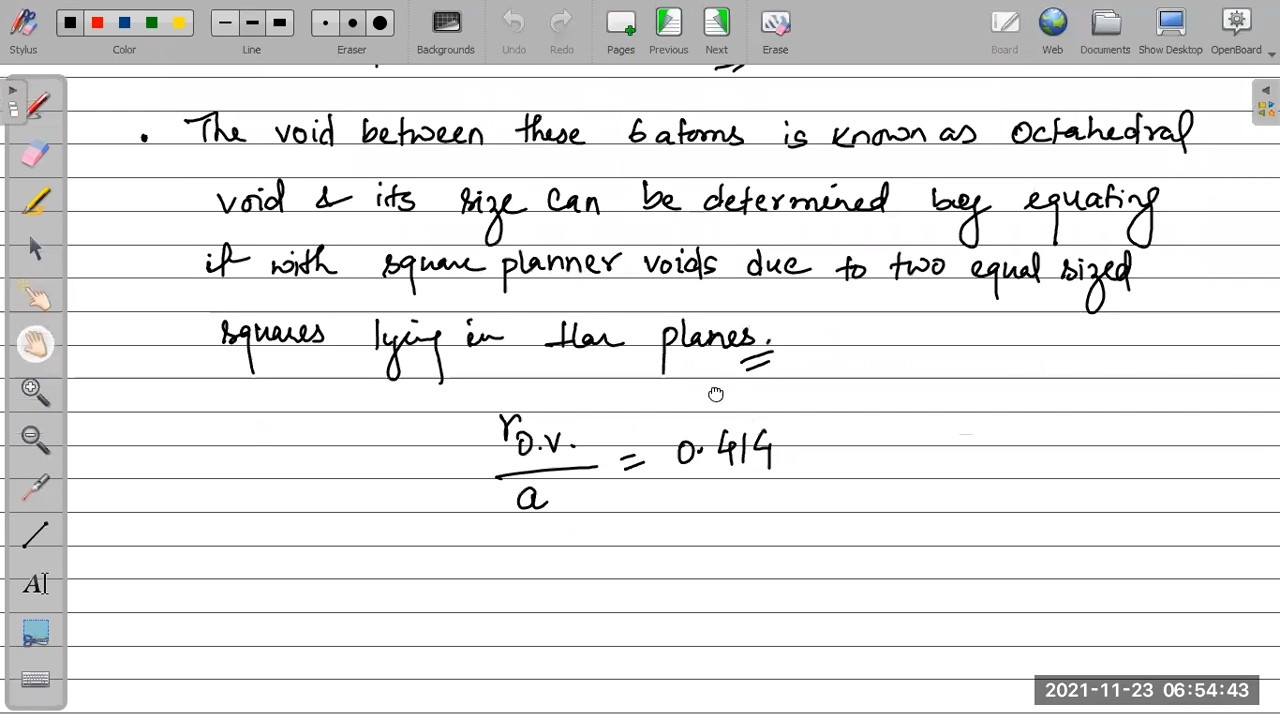 Stylus
Color
Line
Eraser
Backgrounds
Undo
Redo
Pages
Previous
Next
Erase
Board
Web
Documents
Show Desktop
OpenBoard
. The void between these 6 atoms is known as Octahedral
void & its size can be determined by equating
it with square planner voids due to two equal sized
squares lying in planes.
r O.V.
a
= 0.414
2021-11-23 06:54:43